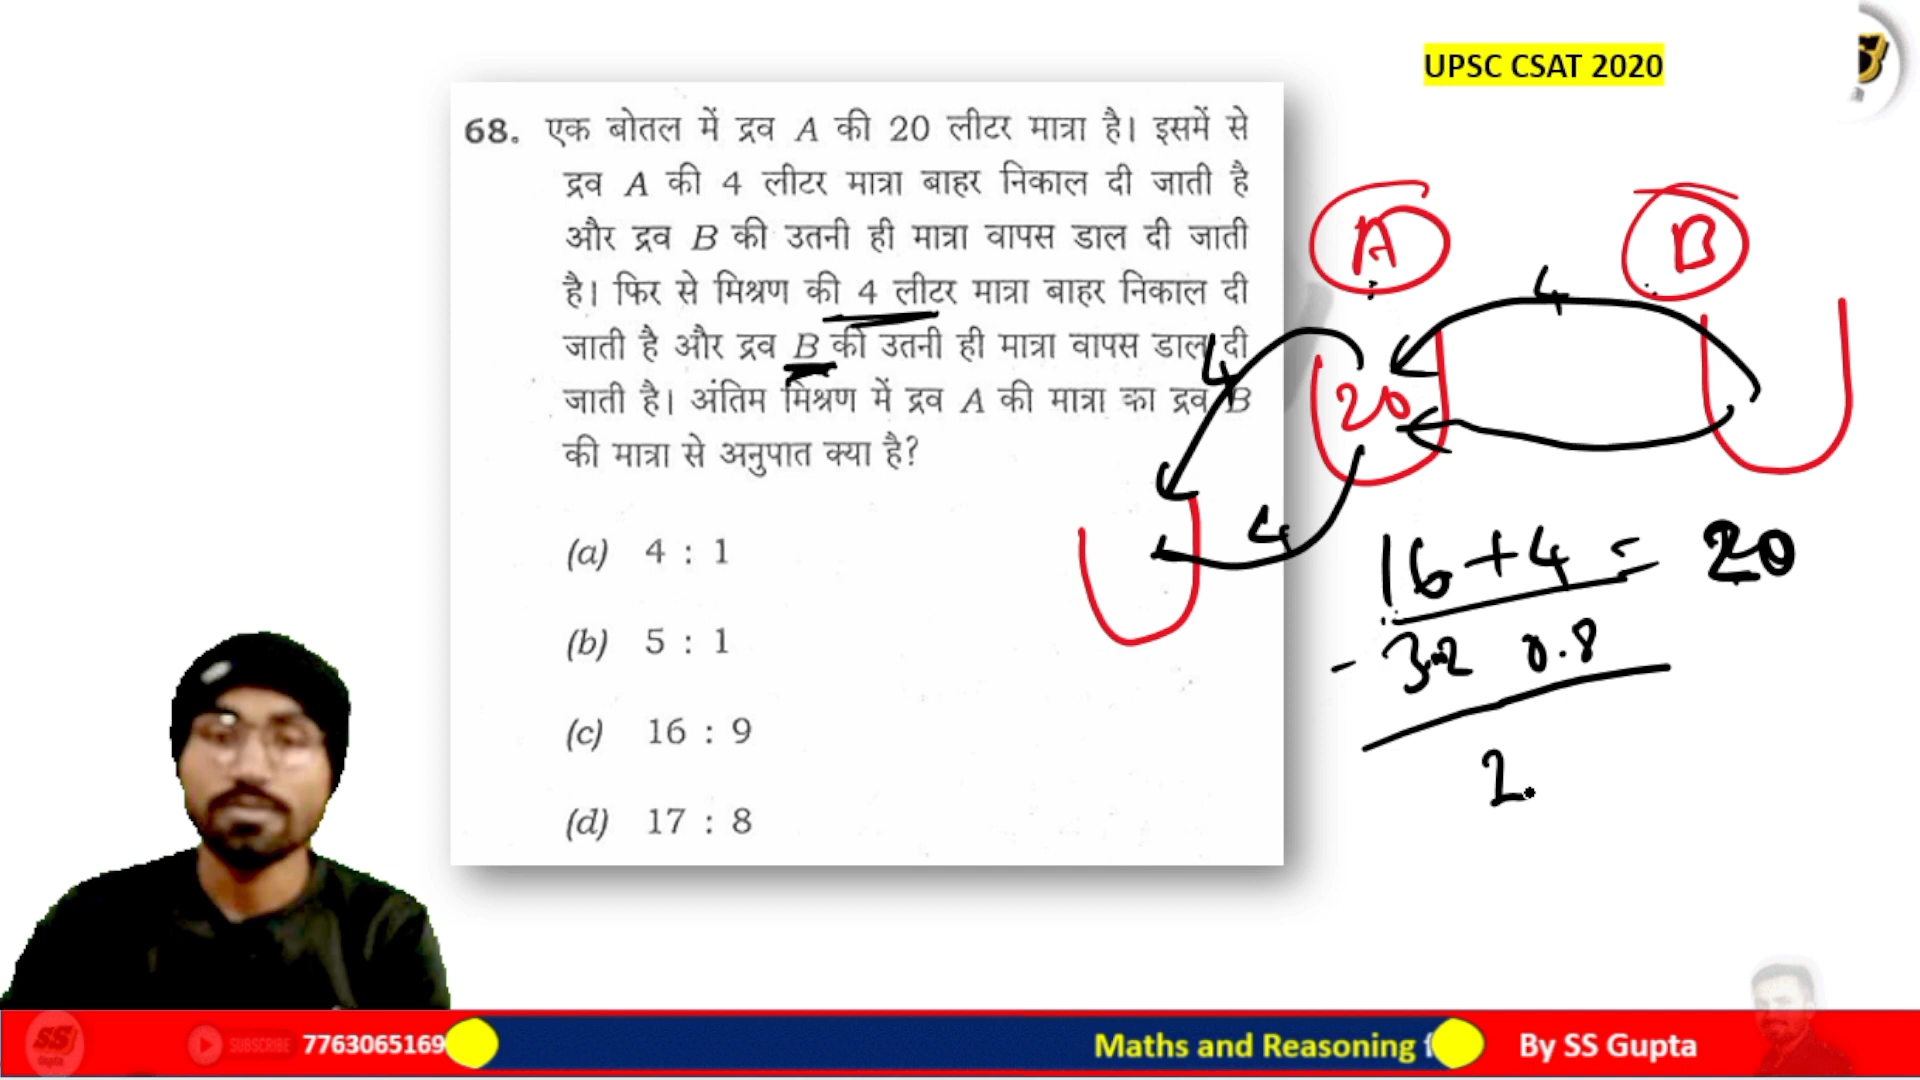 UPSC CSAT 2020
68. एक बोतल में द्रव A की 20 लीटर मात्रा है। इसमें से
द्रव A की 4 लीटर मात्रा बाहर निकाल दी जाती है
और द्रव B की उतनी ही मात्रा वापस डाल दी जाती
है। फिर से मिश्रण की 4 लीटर मात्रा बाहर निकाल दी
जाती है और द्रव B की उतनी ही मात्रा वापस डाल दी
जाती है। अंतिम मिश्रण में द्रव A की मात्रा का द्रव B
की मात्रा से अनुपात क्या है?
(a) 4 : 1
(b) 5 : 1
(c) 16 : 9
(d) 17 : 8
A B
4
4
20
4
16 + 4 = 20
- 3.2 0.8
2.
SS
Gupta
SUBSCRIBE 7763065169
Maths and Reasoning
By SS Gupta